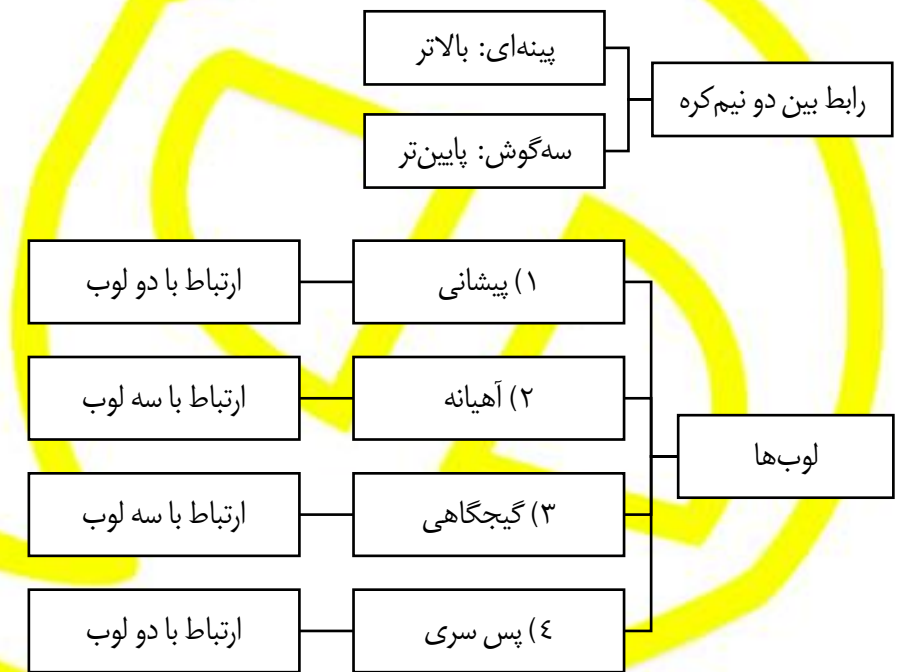 رابط بین دو نیم‌کره
پینه‌ای: بالاتر
سه‌گوش: پایین‌تر
لوب‌ها
۱) پیشانی
ارتباط با دو لوب
۲) آهیانه
ارتباط با سه لوب
۳) گیجگاهی
ارتباط با سه لوب
٤) پس سری
ارتباط با دو لوب